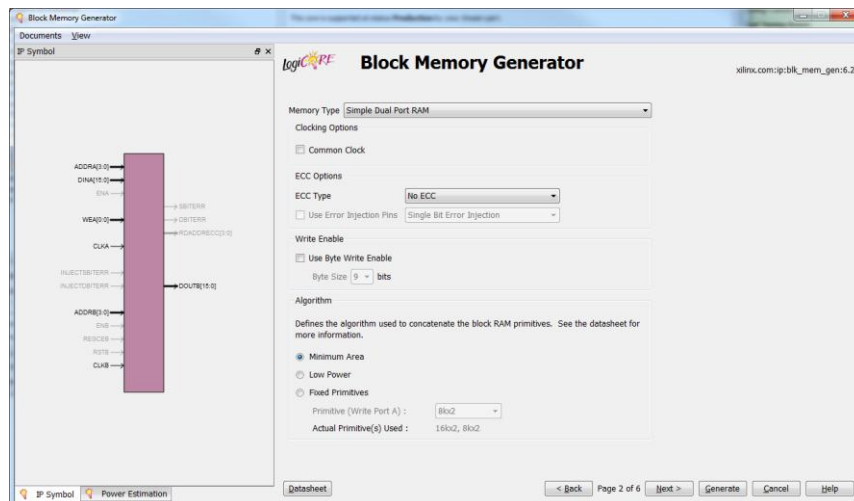 Block Memory Generator
Documents View
IP Symbol
LogiCORE
Block Memory Generator
xilinx.com:ip:blk_mem_gen:6.2
ADDRA[3:0]
DINA[15:0]
ENA
WEA[0:0]
CLKA
INJECTSBITERR
INJECTDBITERR
ADDRB[3:0]
ENB
REGCEB
RSTB
CLKB
SBITERR
DBITERR
RDADDRECC[3:0]
DOUTB[15:0]
Memory Type Simple Dual Port RAM
Clocking Options
Common Clock
ECC Options
ECC Type No ECC
Use Error Injection Pins Single Bit Error Injection
Write Enable
Use Byte Write Enable
Byte Size 9 bits
Algorithm
Defines the algorithm used to concatenate the block RAM primitives. See the datasheet for
more information.
Minimum Area
Low Power
Fixed Primitives
Primitive (Write Port A) : 8kx2
Actual Primitive(s) Used : 16kx2, 8kx2
IP Symbol Power Estimation
Datasheet < Back Page 2 of 6 Next > Generate Cancel Help